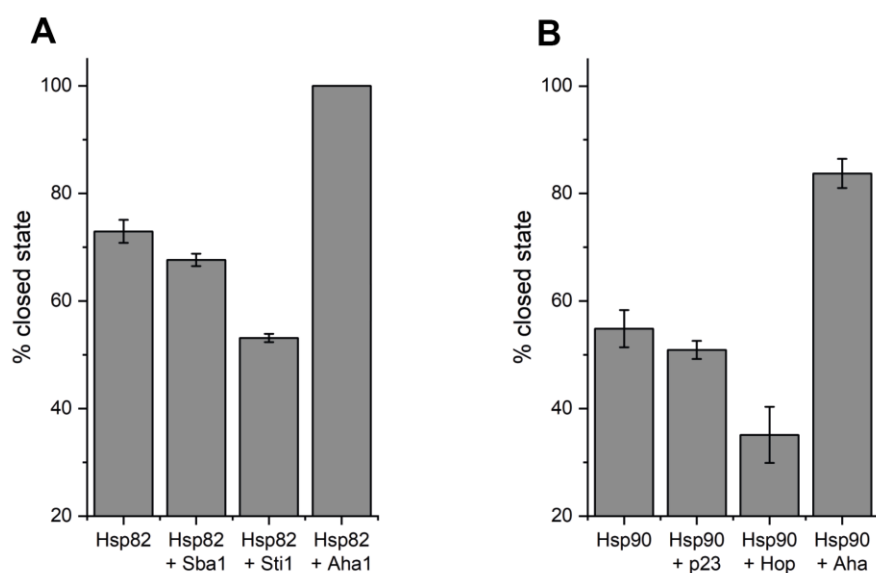 A
% closed state
100
80
60
40
20
Hsp82
Hsp82
+ Sba1
Hsp82
+ Sti1
Hsp82
+ Aha1
B
% closed state
100
80
60
40
20
Hsp90
Hsp90
+ p23
Hsp90
+ Hop
Hsp90
+ Aha